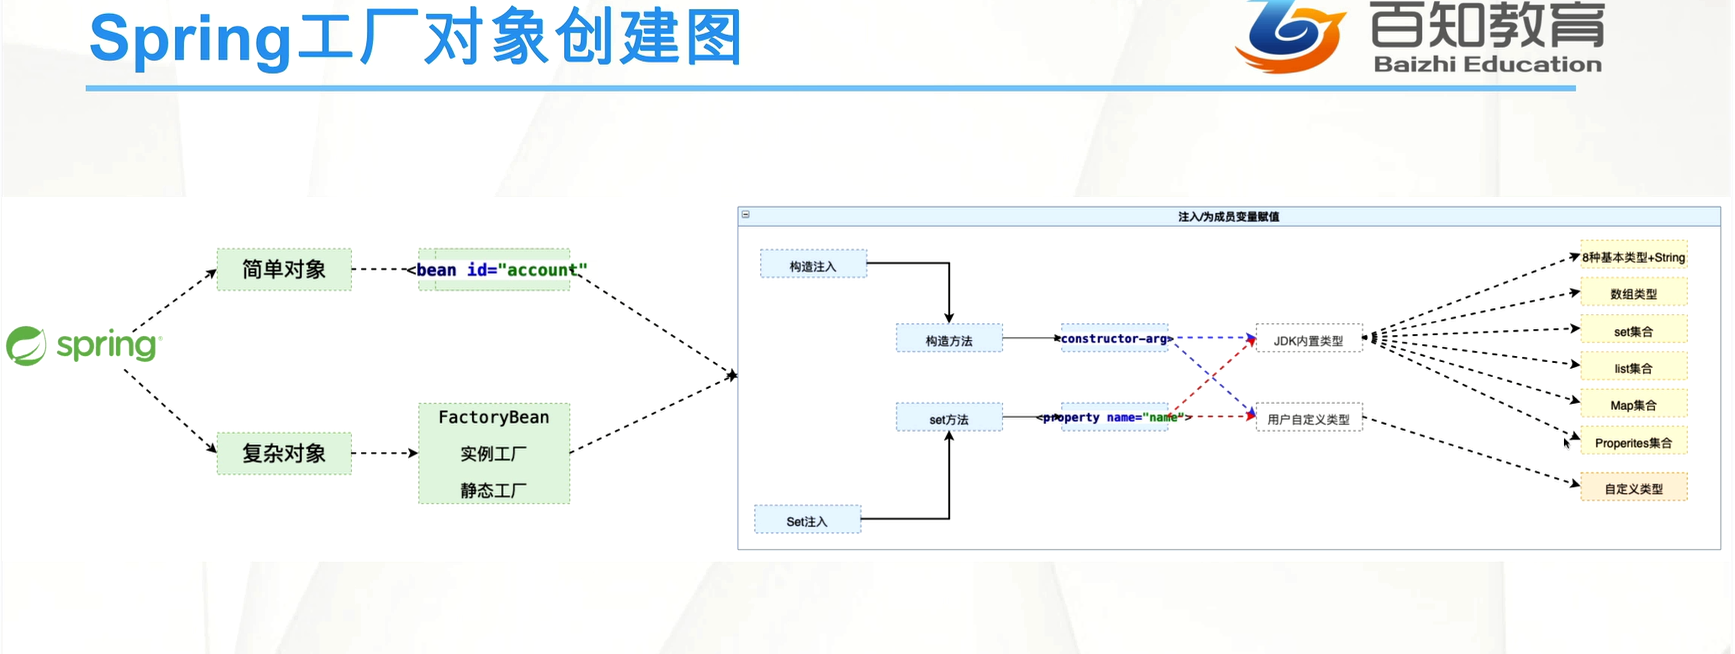 Spring工厂对象创建图
百知教育
Baizhi Education
spring
简单对象
<bean id="account"
复杂对象
FactoryBean
实例工厂
静态工厂
注入/为成员变量赋值
构造注入
构造方法
<constructor-arg>
set方法
<property name="name">
Set注入
JDK内置类型
用户自定义类型
8种基本类型+String
数组类型
set集合
list集合
Map集合
Properites集合
自定义类型